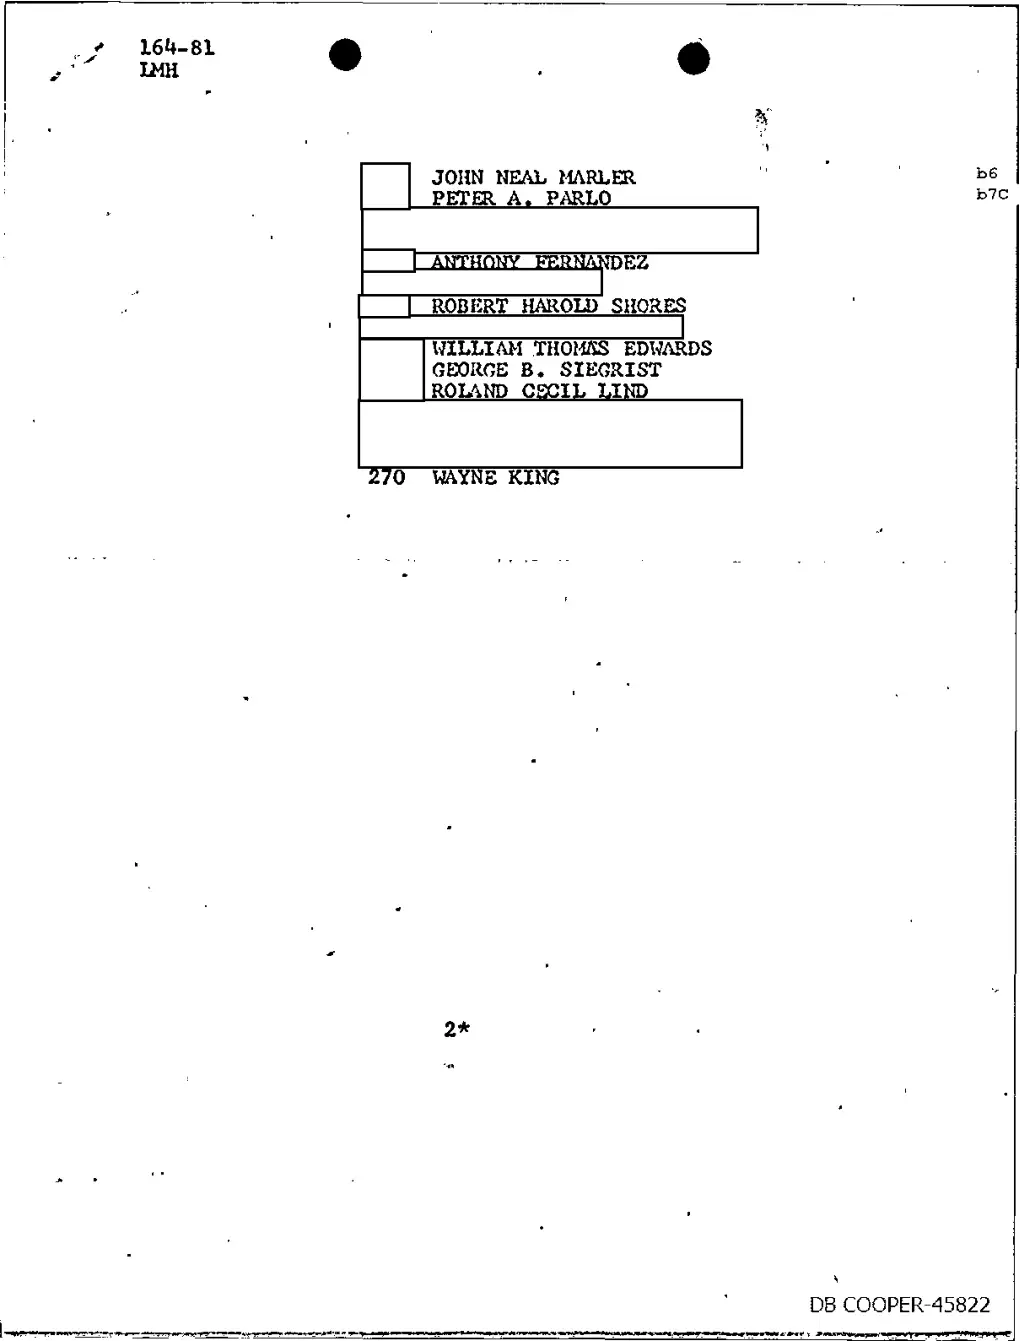 164-81
LMH
b6
b7C
JOHN NEAL MARLER
PETER A. PARLO
ANTHONY FERNANDEZ
ROBERT HAROLD SHORES
WILLIAM THOMAS EDWARDS
GEORGE B. SIEGRIST
ROLAND CECIL LIND
270 WAYNE KING
2*
DB COOPER-45822